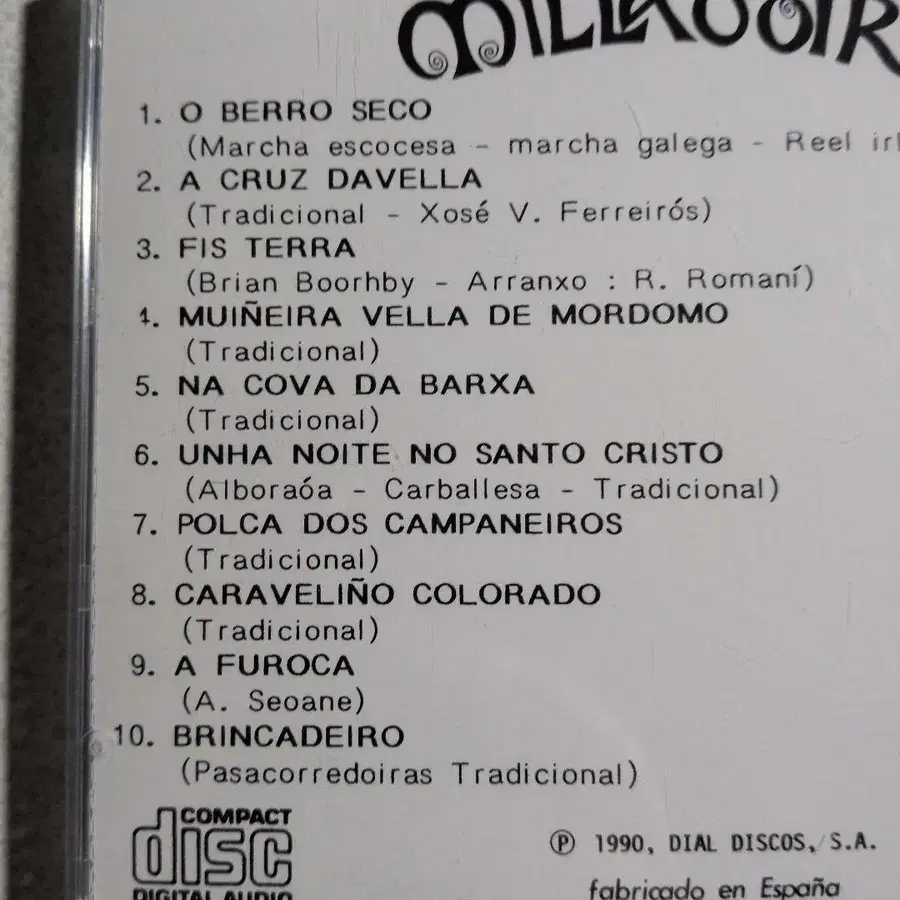 1. O BERRO SECO
(Marcha escocesa - marcha galega - Reel
2. A CRUZ DAVELLA
(Tradicional - Xosé V. Ferreirós)
3. FIS TERRA
(Brian Boorhby - Arranxo : R. Romaní)
4. MUIÑEIRA VELLA DE MORDOMO
(Tradicional)
5. NA COVA DA BARXA
(Tradicional)
6. UNHA NOITE NO SANTO CRISTO
(Alboraóa - Carballesa - Tradicional)
7. POLCA DOS CAMPANEIROS
(Tradicional)
8. CARAVELIÑO COLORADO
(Tradicional)
9. A FUROCA
(A. Seoane)
10. BRINCADEIRO
(Pasacorredoiras Tradicional)
COMPACT
disc
DIGITAL AUDIO
Ⓟ 1990, DIAL DISCOS, S.A.
fabricado en España